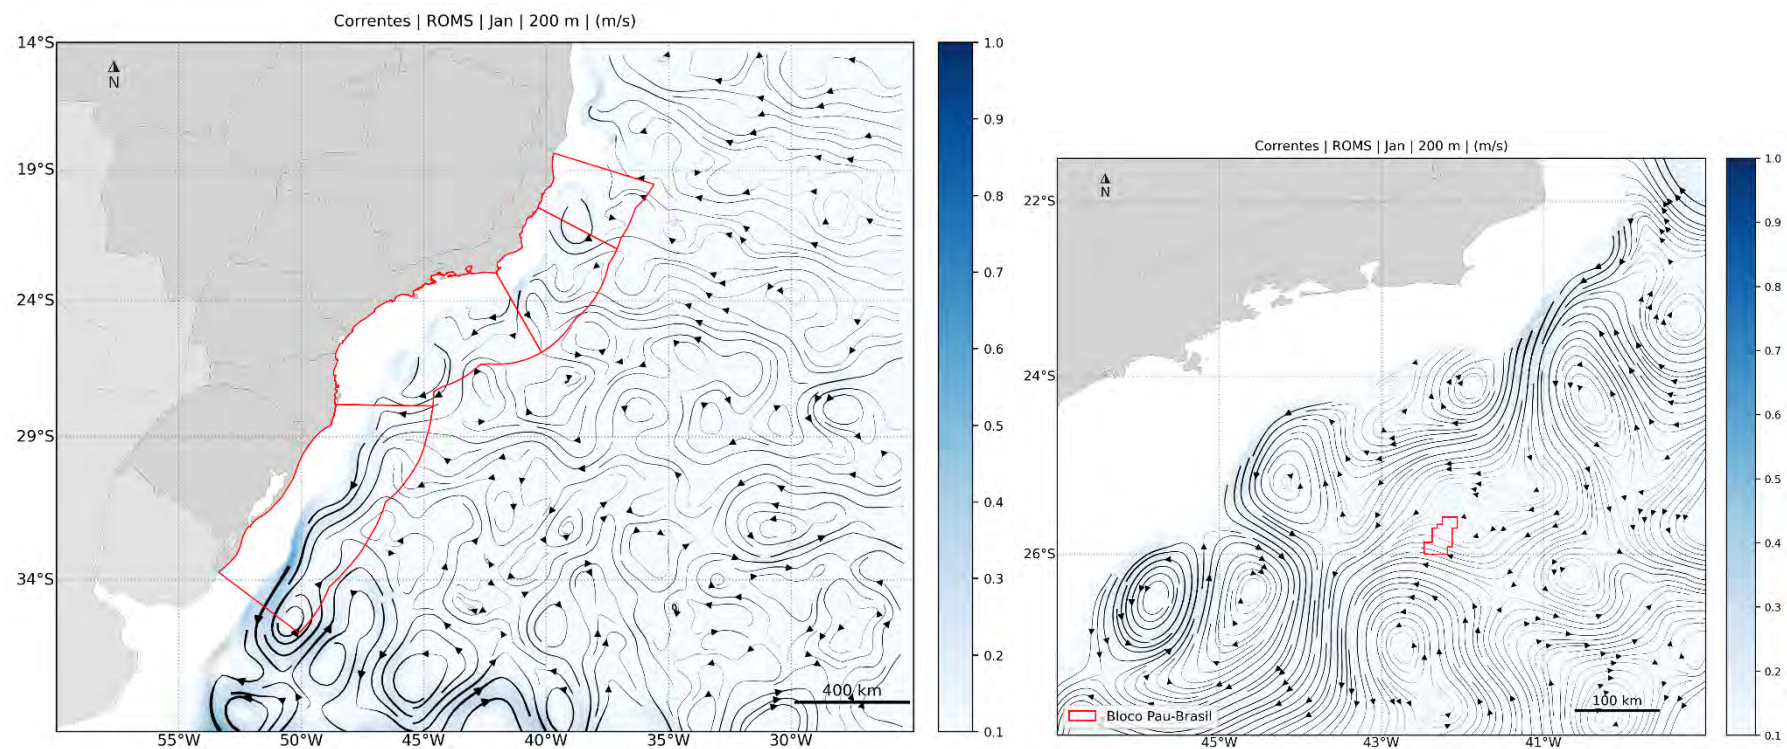 Correntes | ROMS | Jan | 200 m | (m/s)
14°S
19°S
24°S
29°S
34°S
N
55°W
50°W
45°W
40°W
35°W
30°W
400 km
1.0
0.9
0.8
0.7
0.6
0.5
0.4
0.3
0.2
0.1
Correntes | ROMS | Jan | 200 m | (m/s)
22°S
24°S
26°S
N
45°W
43°W
41°W
100 km
Bloco Pau-Brasil
1.0
0.9
0.8
0.7
0.6
0.5
0.4
0.3
0.2
0.1